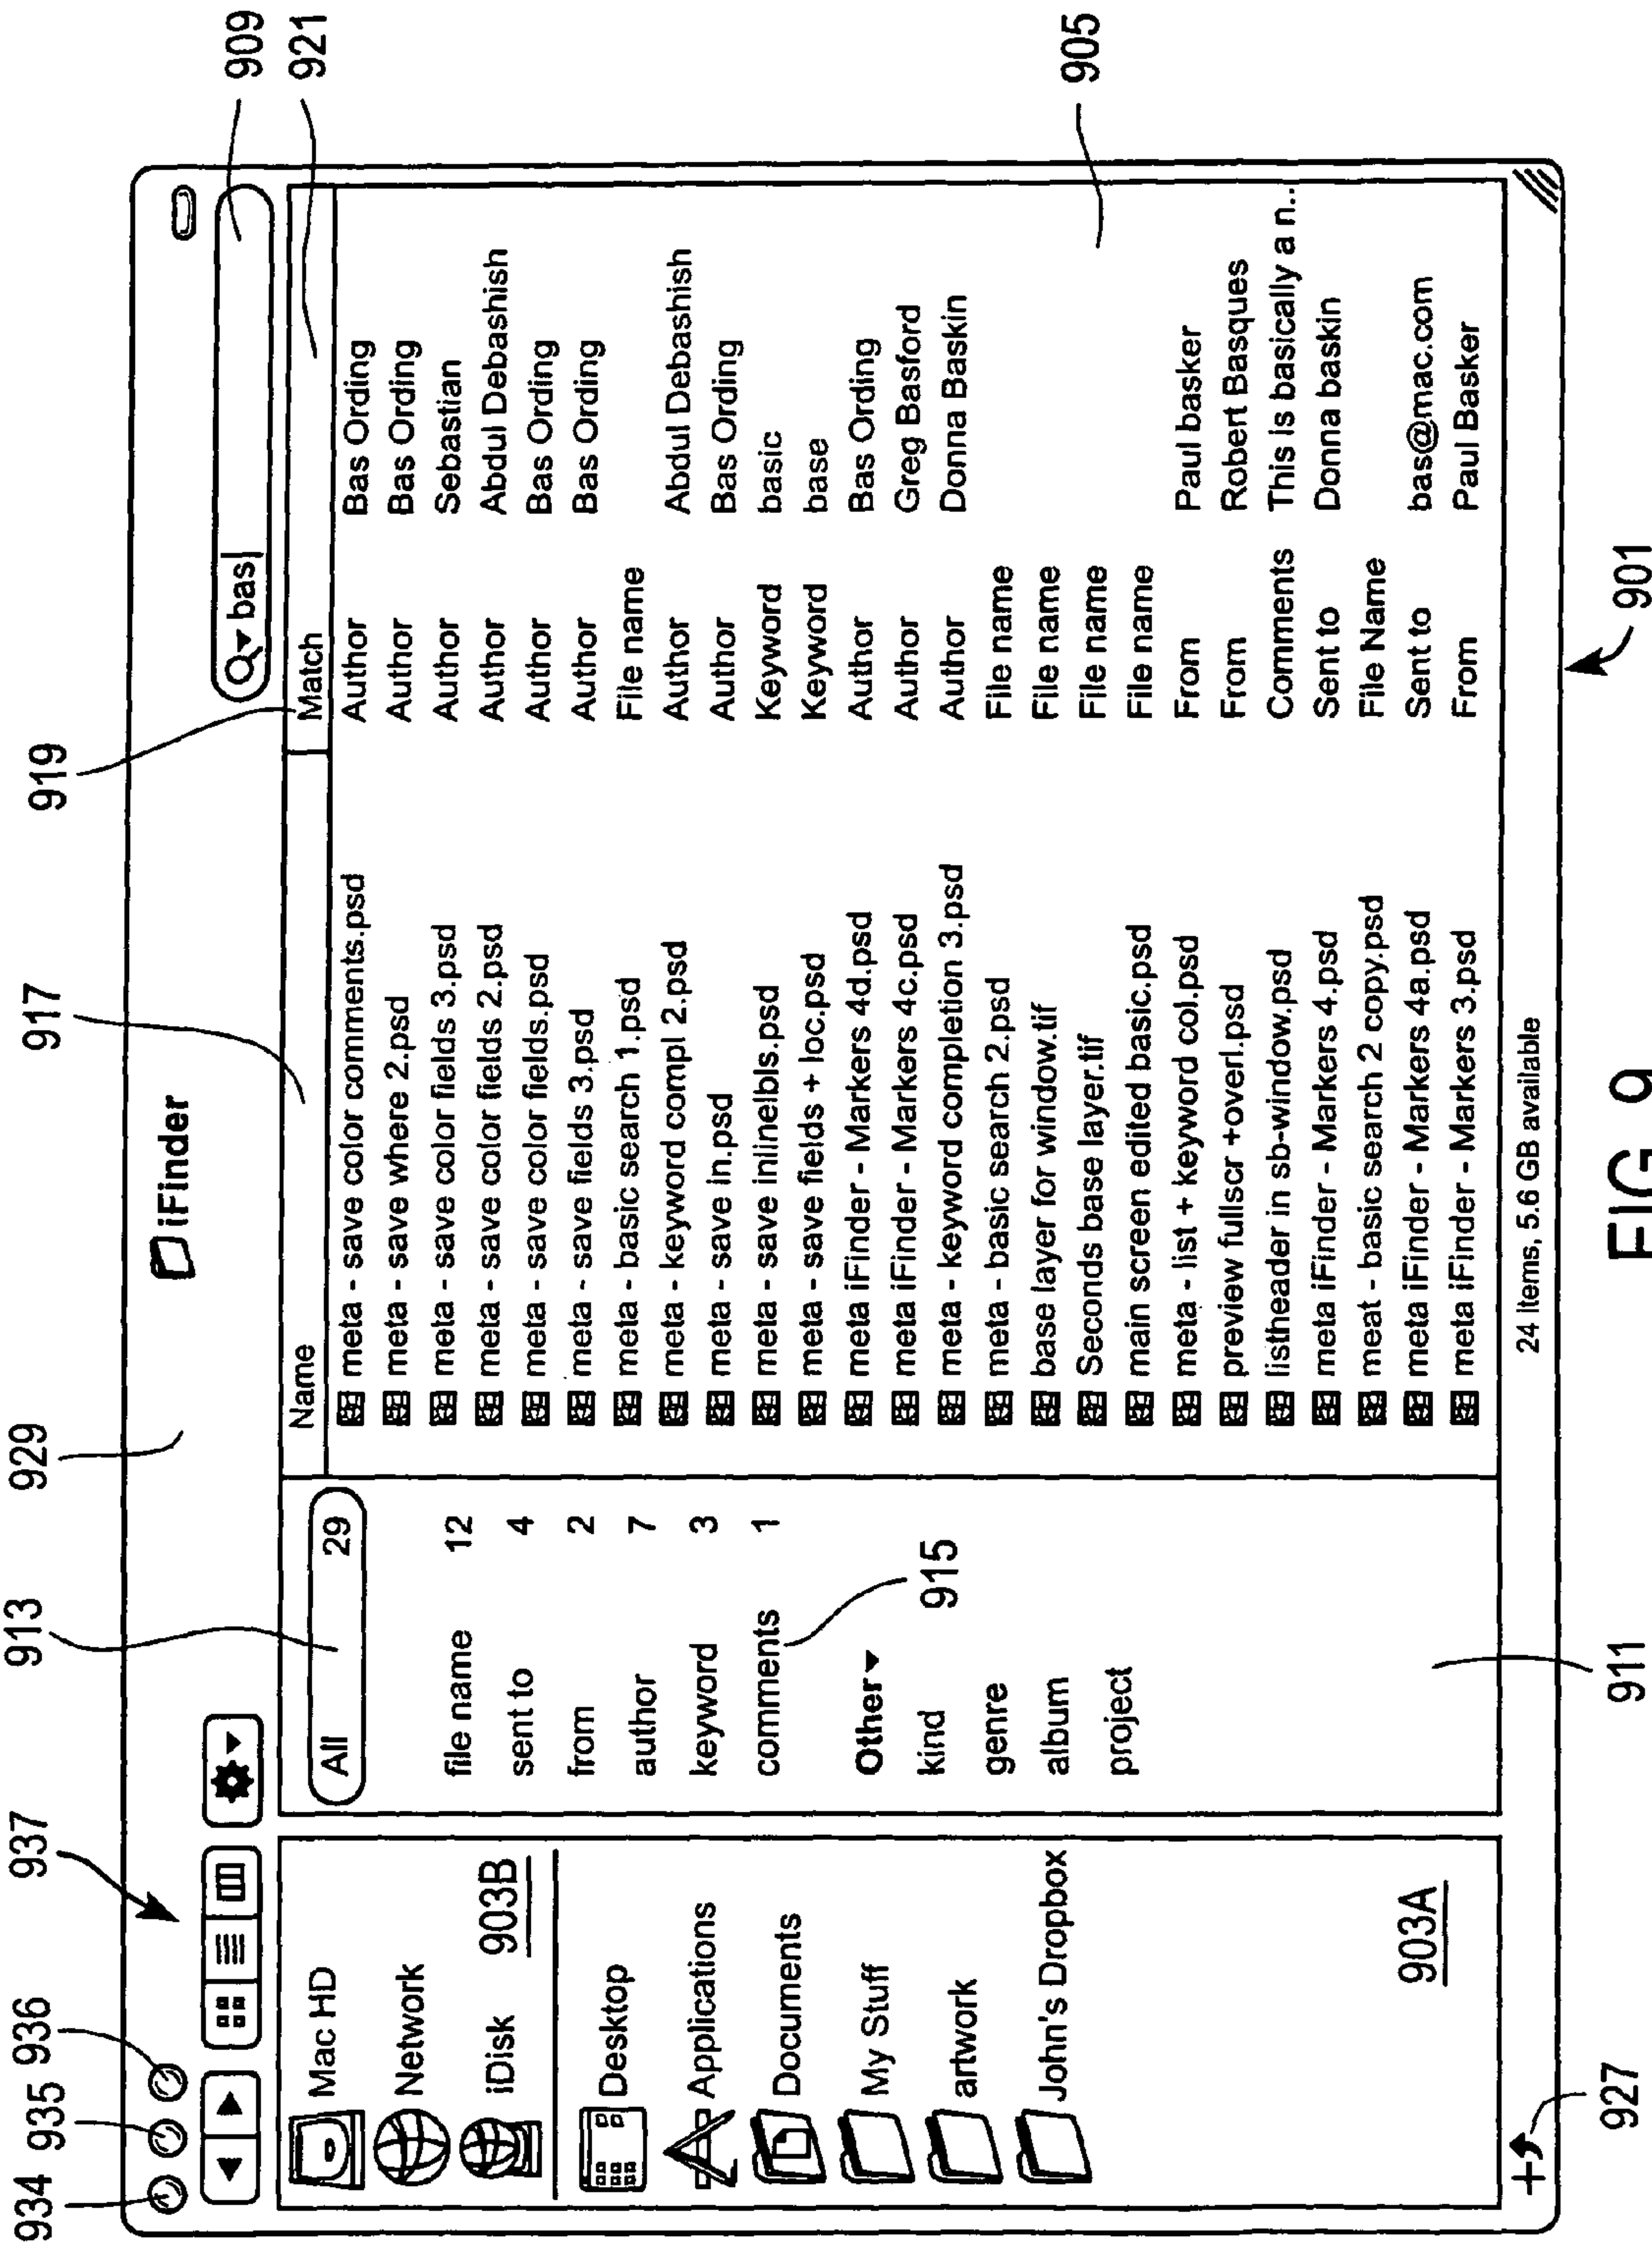 934 935 936 937 913 929 917 919 909
921
iFinder
bas
Mac HD
Network
iDisk
903B
Desktop
Applications
Documents
My Stuff
artwork
John's Dropbox
903A
All 29
file name 12
sent to 4
from 2
author 7
keyword 3
comments 1
915
Other
kind
genre
album
project
Name Match
meta - save color comments.psd Author Bas Ording
meta - save where 2.psd Author Bas Ording
meta - save color fields 3.psd Author Sebastian
meta - save color fields 2.psd Author Abdul Debashish
meta - save color fields.psd Author Bas Ording
meta - save fields 3.psd Author Bas Ording
meta - basic search 1.psd File name
meta - keyword compl 2.psd Author Abdul Debashish
meta - save in.psd Author Bas Ording
meta - save inlinelbls.psd Keyword basic
meta - save fields + loc.psd Keyword base
meta iFinder - Markers 4d.psd Author Bas Ording
meta iFinder - Markers 4c.psd Author Greg Basford
meta - keyword completion 3.psd Author Donna Baskin
meta - basic search 2.psd File name
base layer for window.tif File name
Seconds base layer.tif File name
main screen edited basic.psd File name
meta - list + keyword col.psd From Paul basker
preview fullscr +overl.psd From Robert Basques
listheader in sb-window.psd Comments This is basically a n..
meta iFinder - Markers 4.psd Sent to Donna baskin
meat - basic search 2 copy.psd File Name
meta iFinder - Markers 4a.psd Sent to bas@mac.com
meta iFinder - Markers 3.psd From Paul Basker
905
24 items, 5.6 GB available
927 911 901
FIG. 9